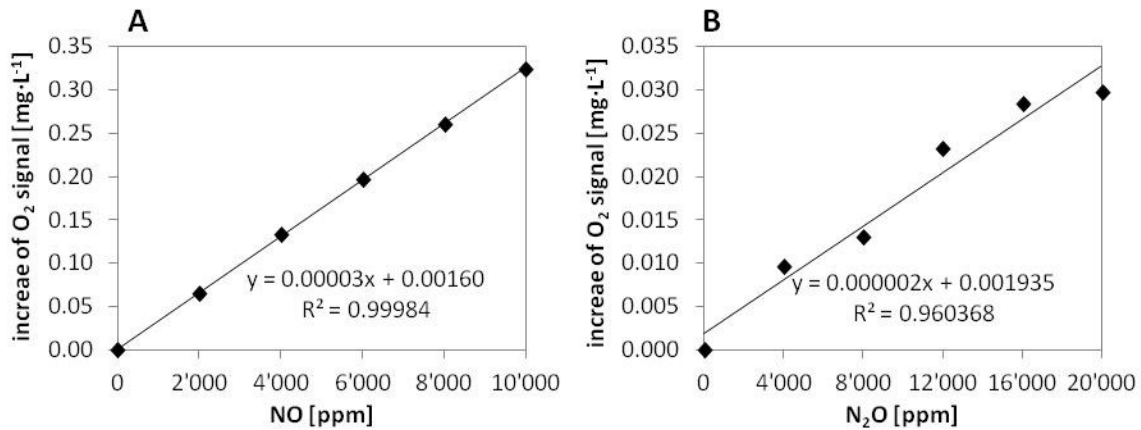 A
increae of O₂ signal [mg·L⁻¹]
0.35
0.30
0.25
0.20
0.15
0.10
0.05
0.00
y = 0.00003x + 0.00160
R² = 0.99984
0 2'000 4'000 6'000 8'000 10'000
NO [ppm]
B
increae of O₂ signal [mg·L⁻¹]
0.035
0.030
0.025
0.020
0.015
0.010
0.005
0.000
y = 0.000002x + 0.001935
R² = 0.960368
0 4'000 8'000 12'000 16'000 20'000
N₂O [ppm]